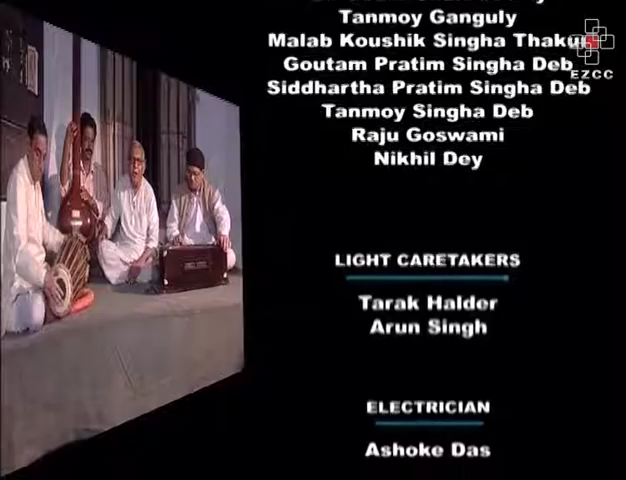 Tanmoy Ganguly
Malab Koushik Singha Thakur
Goutam Pratim Singha Deb
Siddhartha Pratim Singha Deb
Tanmoy Singha Deb
Raju Goswami
Nikhil Dey
EZCC
LIGHT CARETAKERS
Tarak Halder
Arun Singh
ELECTRICIAN
Ashoke Das